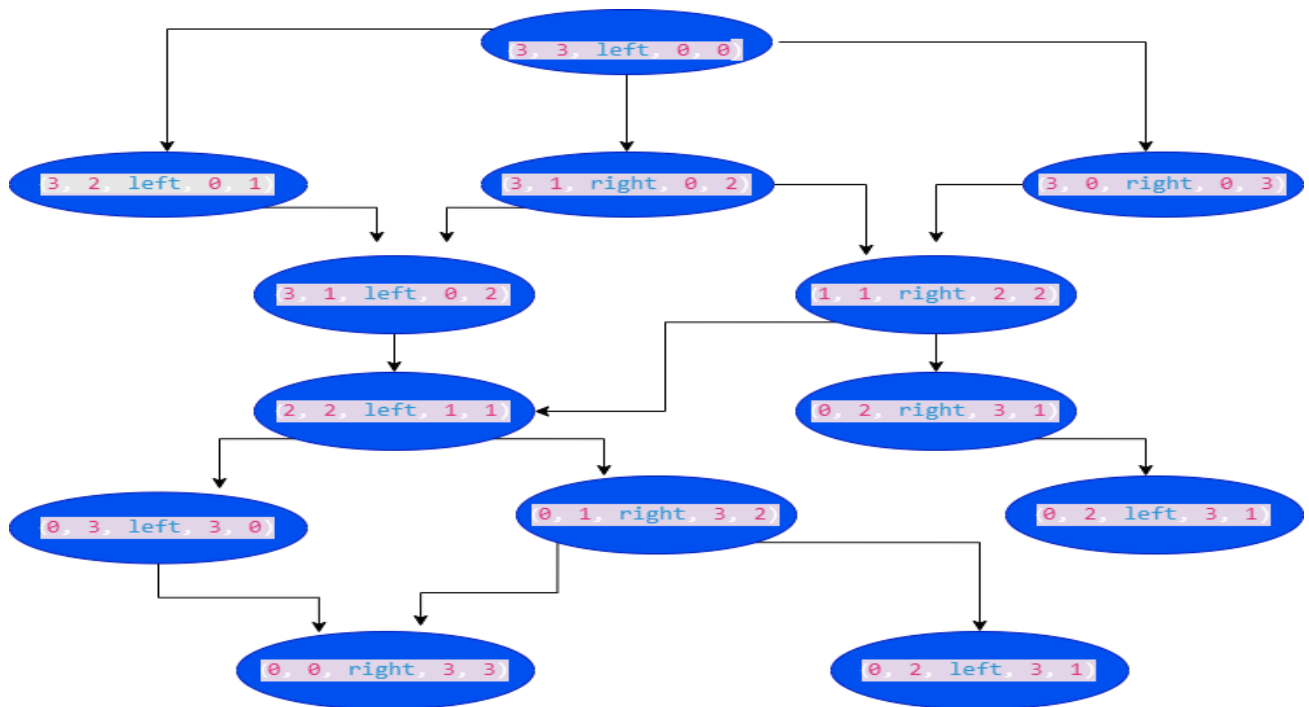 (3, 3, left, 0, 0)
(3, 2, left, 0, 1)
(3, 1, right, 0, 2)
(3, 0, right, 0, 3)
(3, 1, left, 0, 2)
(1, 1, right, 2, 2)
(2, 2, left, 1, 1)
(0, 2, right, 3, 1)
(0, 3, left, 3, 0)
(0, 1, right, 3, 2)
(0, 2, left, 3, 1)
(0, 0, right, 3, 3)
(0, 2, left, 3, 1)